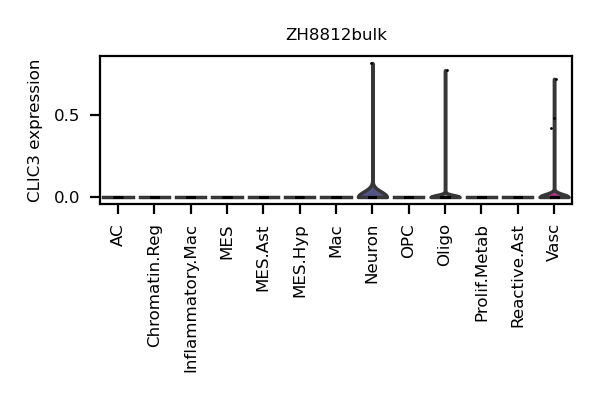 ZH8812bulk
CLIC3 expression
0.5
0.0
AC
Chromatin.Reg
Inflammatory.Mac
MES
MES.Ast
MES.Hyp
Mac
Neuron
OPC
Oligo
Prolif.Metab
Reactive.Ast
Vasc